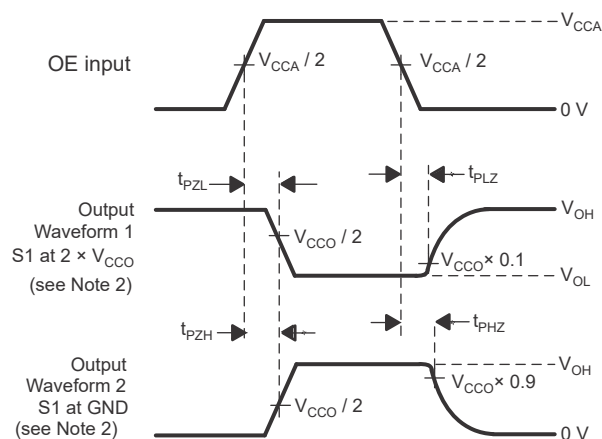 V_CCA
OE input
V_CCA / 2
V_CCA / 2
0 V
t_PZL
t_PLZ
Output
Waveform 1
S1 at 2 × V_CCO
(see Note 2)
V_CCO / 2
V_OH
V_CCO × 0.1
V_OL
t_PZH
t_PHZ
Output
Waveform 2
S1 at GND
(see Note 2)
V_CCO / 2
V_OH
V_CCO × 0.9
0 V